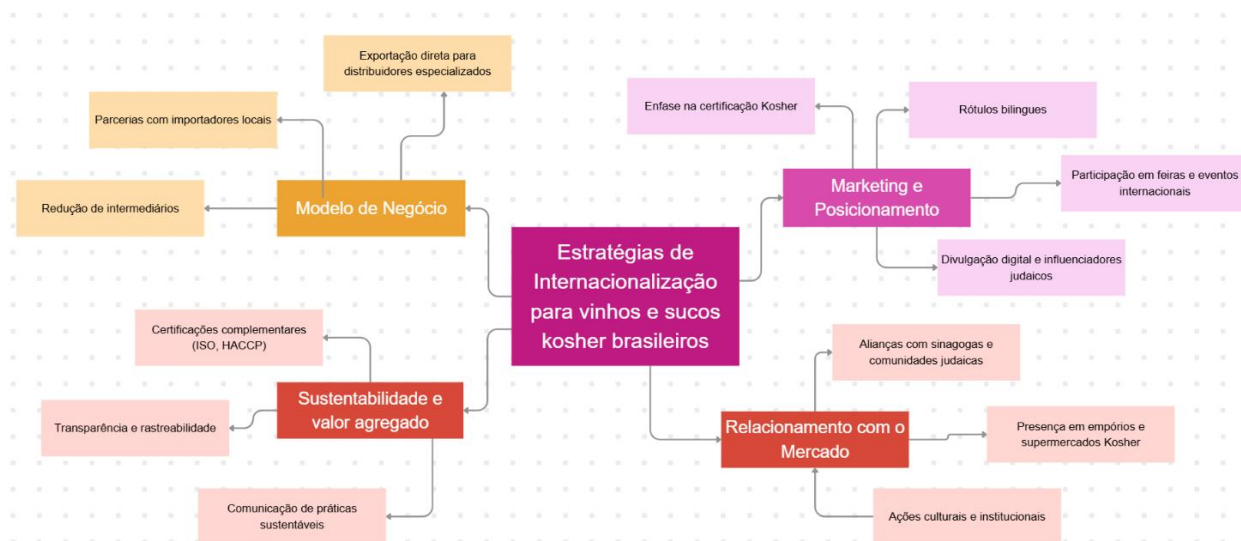 Exportação direta para
distribuidores especializados
Parcerias com importadores locais
Redução de intermediários
Modelo de Negócio
Enfase na certificação Kosher
Rótulos bilingues
Marketing e
Posicionamento
Participação em feiras e eventos
internacionais
Divulgação digital e influenciadores
judaicos
Estratégias de
Internacionalização
para vinhos e sucos
kosher brasileiros
Certificações complementares
(ISO, HACCP)
Sustentabilidade e
valor agregado
Transparência e rastreabilidade
Comunicação de práticas
sustentáveis
Alianças com sinagogas e
comunidades judaicas
Relacionamento com o
Mercado
Presença em empórios e
supermercados Kosher
Ações culturais e institucionais